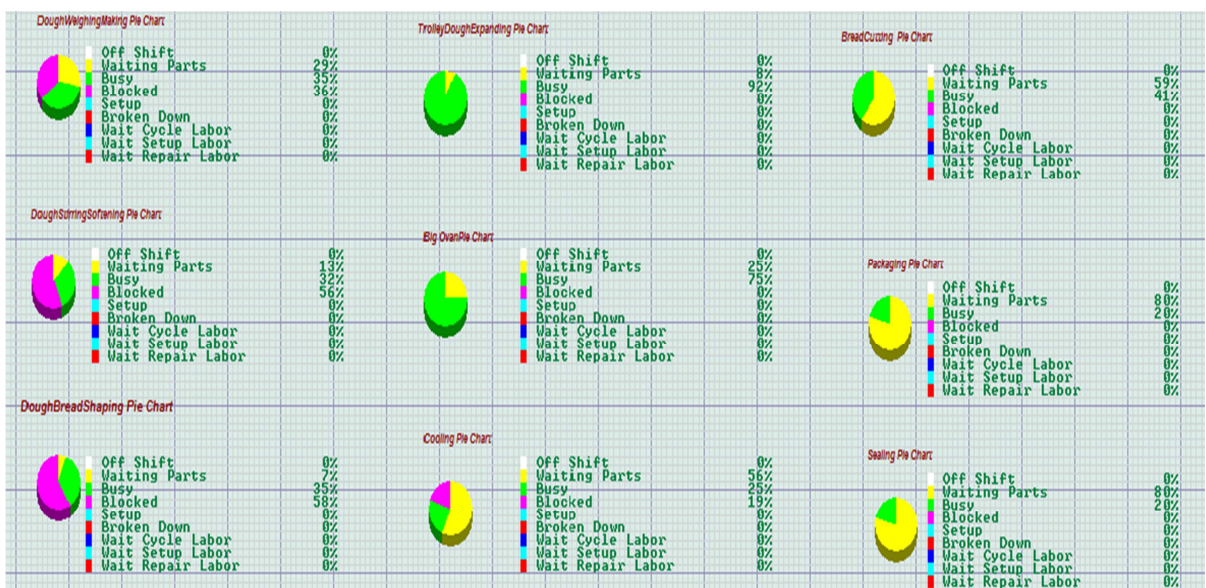 DoughWeighingMaking Pie Chart
Off Shift 0%
Waiting Parts 29%
Busy 35%
Blocked 36%
Setup 0%
Broken Down 0%
Wait Cycle Labor 0%
Wait Setup Labor 0%
Wait Repair Labor 0%
TrolleyDoughExpanding Pie Chart
Off Shift 0%
Waiting Parts 8%
Busy 92%
Blocked 0%
Setup 0%
Broken Down 0%
Wait Cycle Labor 0%
Wait Setup Labor 0%
Wait Repair Labor 0%
BreadCutting Pie Chart
Off Shift 0%
Waiting Parts 59%
Busy 41%
Blocked 0%
Setup 0%
Broken Down 0%
Wait Cycle Labor 0%
Wait Setup Labor 0%
Wait Repair Labor 0%
DoughStirringSoftening Pie Chart
Off Shift 0%
Waiting Parts 13%
Busy 32%
Blocked 56%
Setup 0%
Broken Down 0%
Wait Cycle Labor 0%
Wait Setup Labor 0%
Wait Repair Labor 0%
Big OvanPie Chart
Off Shift 0%
Waiting Parts 25%
Busy 75%
Blocked 0%
Setup 0%
Broken Down 0%
Wait Cycle Labor 0%
Wait Setup Labor 0%
Wait Repair Labor 0%
Packaging Pie Chart
Off Shift 0%
Waiting Parts 80%
Busy 20%
Blocked 0%
Setup 0%
Broken Down 0%
Wait Cycle Labor 0%
Wait Setup Labor 0%
Wait Repair Labor 0%
DoughBreadShaping Pie Chart
Off Shift 0%
Waiting Parts 7%
Busy 35%
Blocked 58%
Setup 0%
Broken Down 0%
Wait Cycle Labor 0%
Wait Setup Labor 0%
Wait Repair Labor 0%
Cooling Pie Chart
Off Shift 0%
Waiting Parts 56%
Busy 25%
Blocked 19%
Setup 0%
Broken Down 0%
Wait Cycle Labor 0%
Wait Setup Labor 0%
Wait Repair Labor 0%
Sealing Pie Chart
Off Shift 0%
Waiting Parts 80%
Busy 20%
Blocked 0%
Setup 0%
Broken Down 0%
Wait Cycle Labor 0%
Wait Setup Labor 0%
Wait Repair Labor 0%